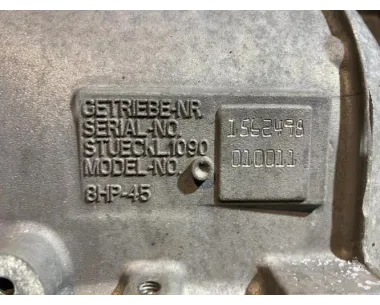 GETRIEBE-NR.
SERIAL-NO.
STUECKL.1090
MODEL-NO.
8HP-45
1562498
010011